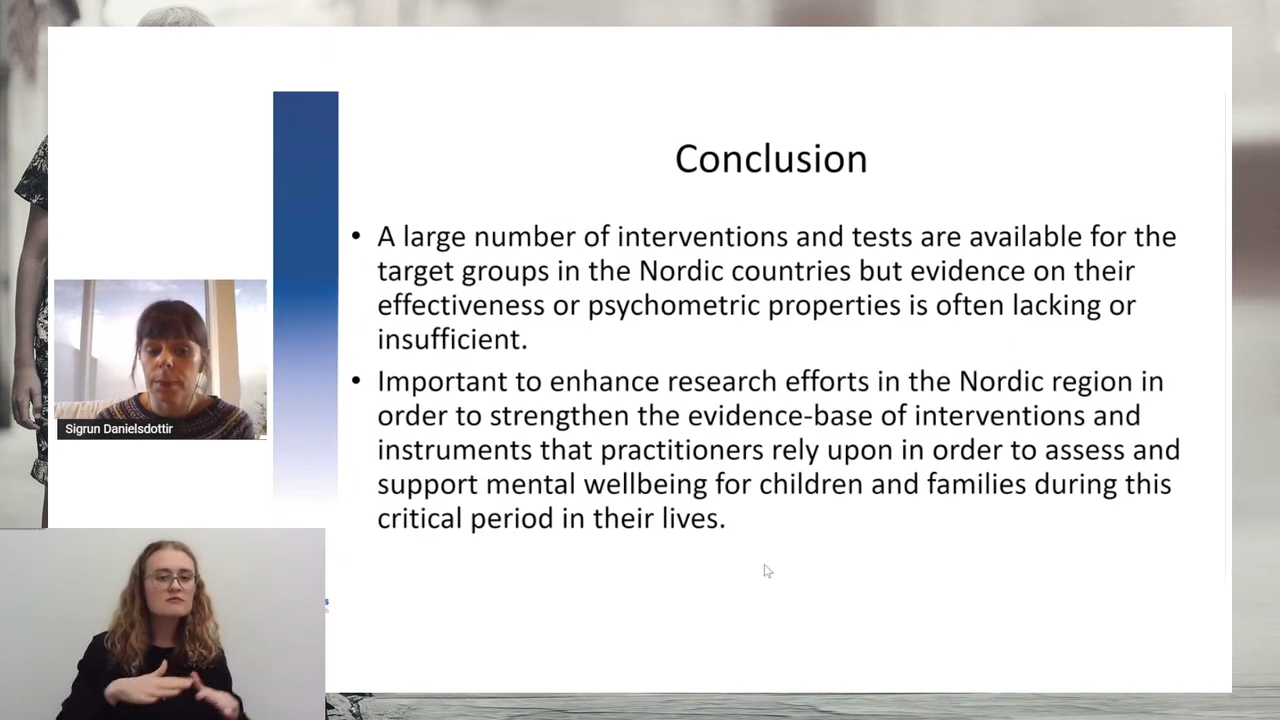 Conclusion
• A large number of interventions and tests are available for the
target groups in the Nordic countries but evidence on their
effectiveness or psychometric properties is often lacking or
insufficient.
• Important to enhance research efforts in the Nordic region in
order to strengthen the evidence-base of interventions and
instruments that practitioners rely upon in order to assess and
support mental wellbeing for children and families during this
critical period in their lives.
Sigrun Danielsdottir